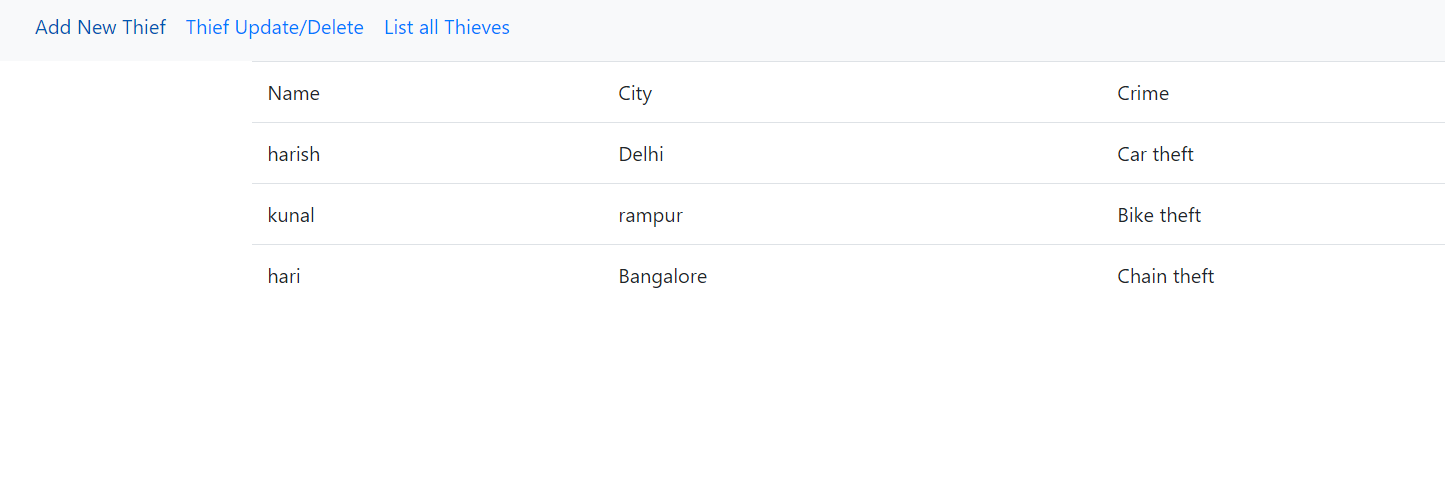 Add New Thief Thief Update/Delete List all Thieves
Name City Crime
harish Delhi Car theft
kunal rampur Bike theft
hari Bangalore Chain theft